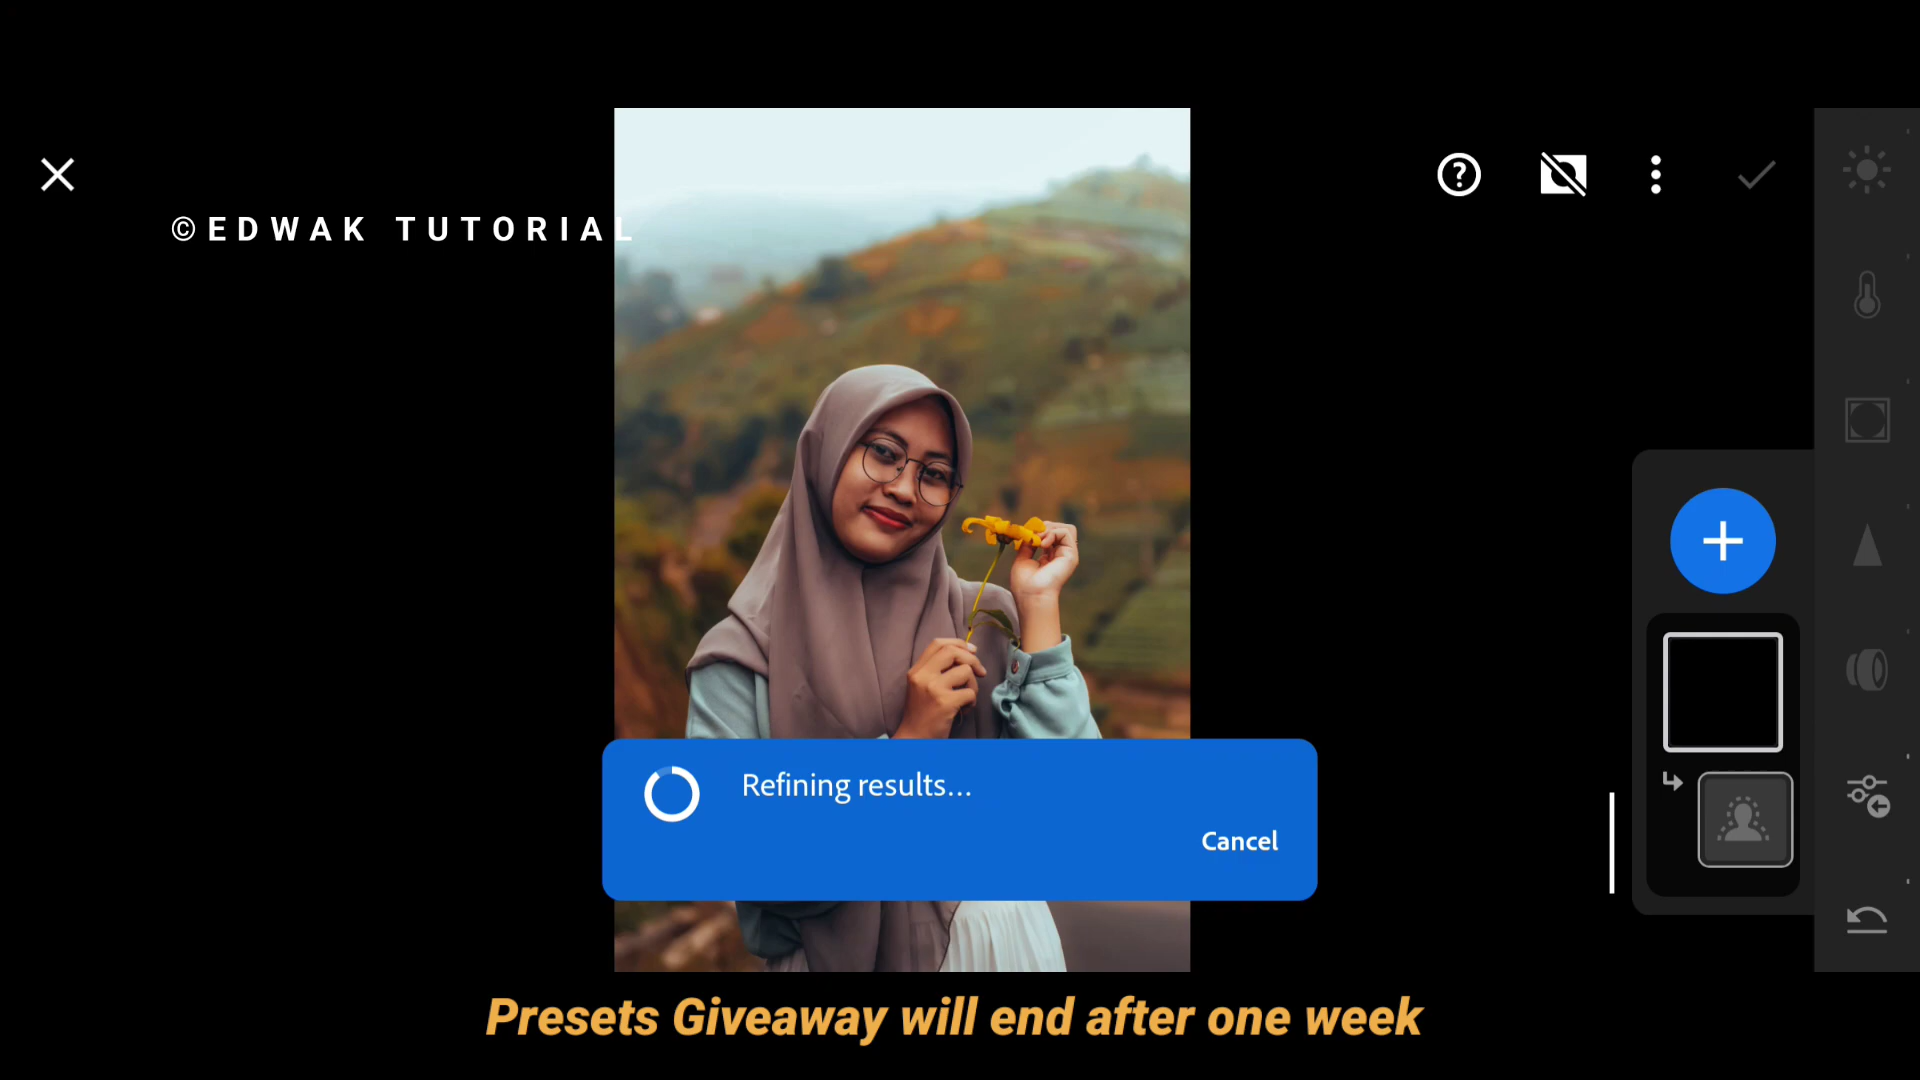 ©EDWAK TUTORIAL
Refining results...
Cancel
Presets Giveaway will end after one week